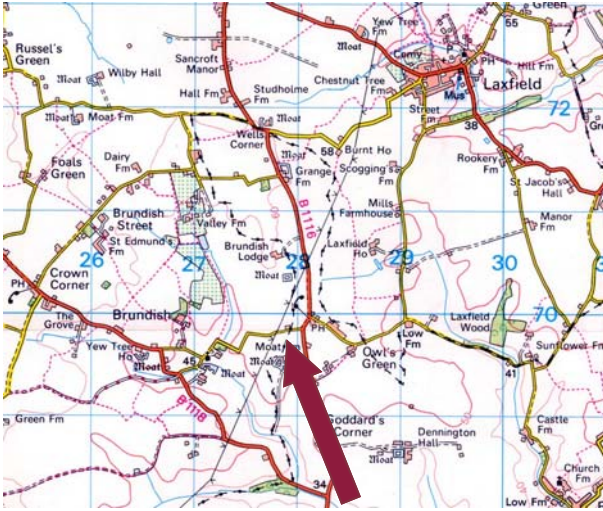 Green
Yew Tree
Fm
55
Russel's
Green
Moat
Cemy
P
PH
Hill Fm
Sancroft
Manor
Moat
Wilby Hall
Chestnut Tree
Fm
Laxfield
Hall Fm
Studholme
Fm
Mus
Street
Fm
72
Moat
Moat Fm
Wells
Corner
Moat
38
Foals
Green
Dairy
Fm
Moat
58
Burnt Ho
Rookery
Fm
Grange
Fm
Scogging's
Fm
St Jacob's
Hall
Brundish
Street
Valley Fm
B1116
Mills
Farmhouse
Manor
Fm
26
St Edmund's
Fm
Brundish
Lodge
Laxfield
Ho
27
28
29
30
Crown
Corner
Moat
PH
Laxfield
Wood
70
The
Grove
Brundish
PH
Low
Fm
Sunflower Fm
Yew Tree
Ho
Moat
45
Moat
Moat
Owl's
Green
41
Green Fm
B1118
Goddard's
Corner
Dennington
Hall
Moat
Castle
Fm
Church
Fm
34
Low Fm